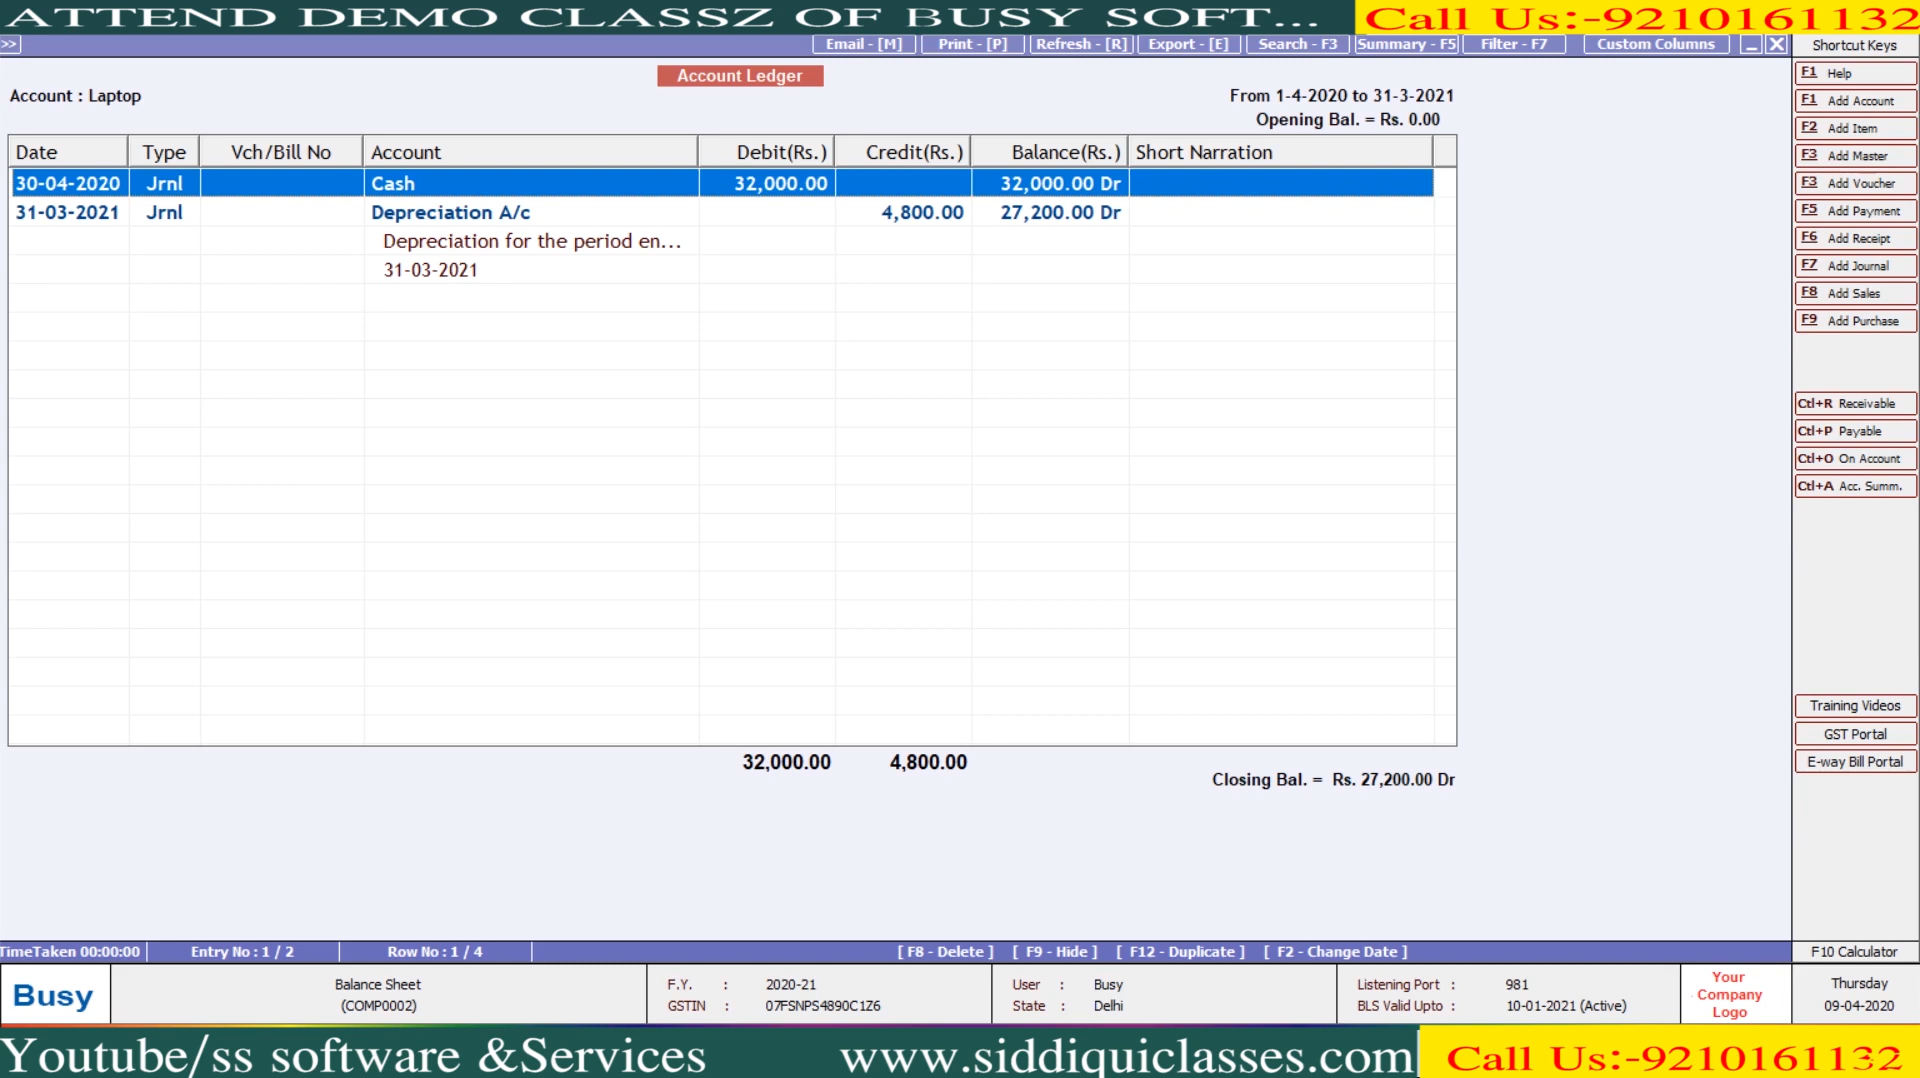 ATTEND DEMO CLASSZ OF BUSY SOFT...
Call Us:-9210161132
>> Email - [M] Print - [P] Refresh - [R] Export - [E] Search - F3 Summary - F5 Filter - F7 Custom Columns _ X Shortcut Keys
Account Ledger
Account : Laptop
From 1-4-2020 to 31-3-2021
Opening Bal. = Rs. 0.00
Date Type Vch/Bill No Account Debit(Rs.) Credit(Rs.) Balance(Rs.) Short Narration
30-04-2020 Jrnl Cash 32,000.00 32,000.00 Dr
31-03-2021 Jrnl Depreciation A/c 4,800.00 27,200.00 Dr
Depreciation for the period en...
31-03-2021
32,000.00 4,800.00
Closing Bal. = Rs. 27,200.00 Dr
F1 Help
F1 Add Account
F2 Add Item
F3 Add Master
F3 Add Voucher
F5 Add Payment
F6 Add Receipt
F7 Add Journal
F8 Add Sales
F9 Add Purchase
Ctl+R Receivable
Ctl+P Payable
Ctl+O On Account
Ctl+A Acc. Summ.
Training Videos
GST Portal
E-way Bill Portal
TimeTaken 00:00:00 Entry No : 1 / 2 Row No : 1 / 4 [ F8 - Delete ] [ F9 - Hide ] [ F12 - Duplicate ] [ F2 - Change Date ] F10 Calculator
Busy
Balance Sheet
(COMP0002)
F.Y. : 2020-21
GSTIN : 07FSNPS4890C1Z6
User : Busy
State : Delhi
Listening Port : 981
BLS Valid Upto : 10-01-2021 (Active)
Your
Company
Logo
Thursday
09-04-2020
Youtube/ss software &Services www.siddiquiclasses.com Call Us:-9210161132